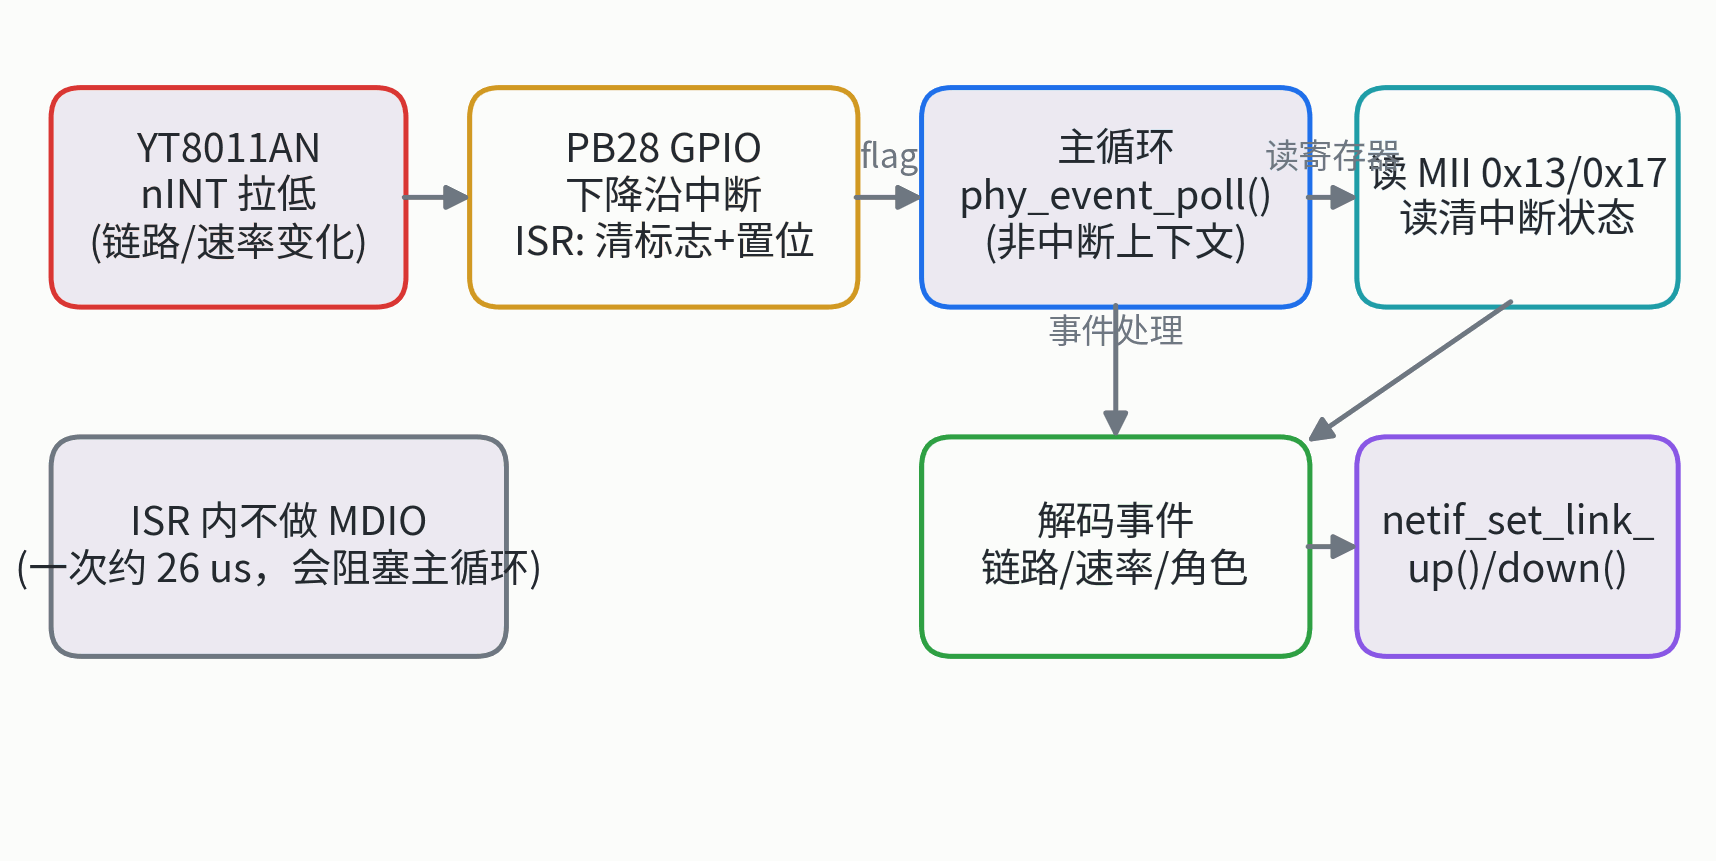 YT8011AN
nINT 拉低
(链路/速率变化)
PB28 GPIO
下降沿中断
ISR: 清标志+置位
flag
主循环
phy_event_poll()
(非中断上下文)
读寄存器
读 MII 0x13/0x17
读清中断状态
事件处理
ISR 内不做 MDIO
(一次约 26 us，会阻塞主循环)
解码事件
链路/速率/角色
netif_set_link_
up()/down()